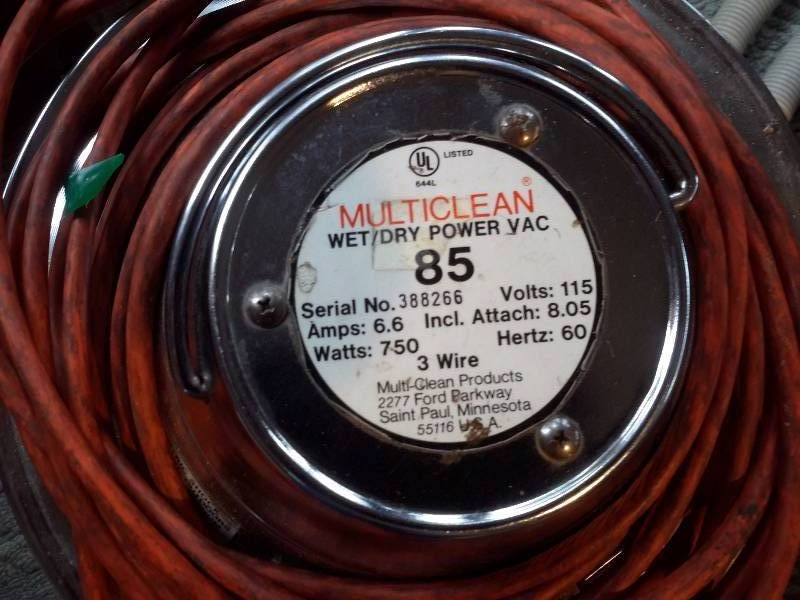 UL LISTED
644L
MULTICLEAN®
WET/DRY POWER VAC
85
Serial No. 388266 Volts: 115
Amps: 6.6 Incl. Attach: 8.05
Watts: 750 Hertz: 60
3 Wire
Multi-Clean Products
2277 Ford Parkway
Saint Paul, Minnesota
55116 U.S.A.